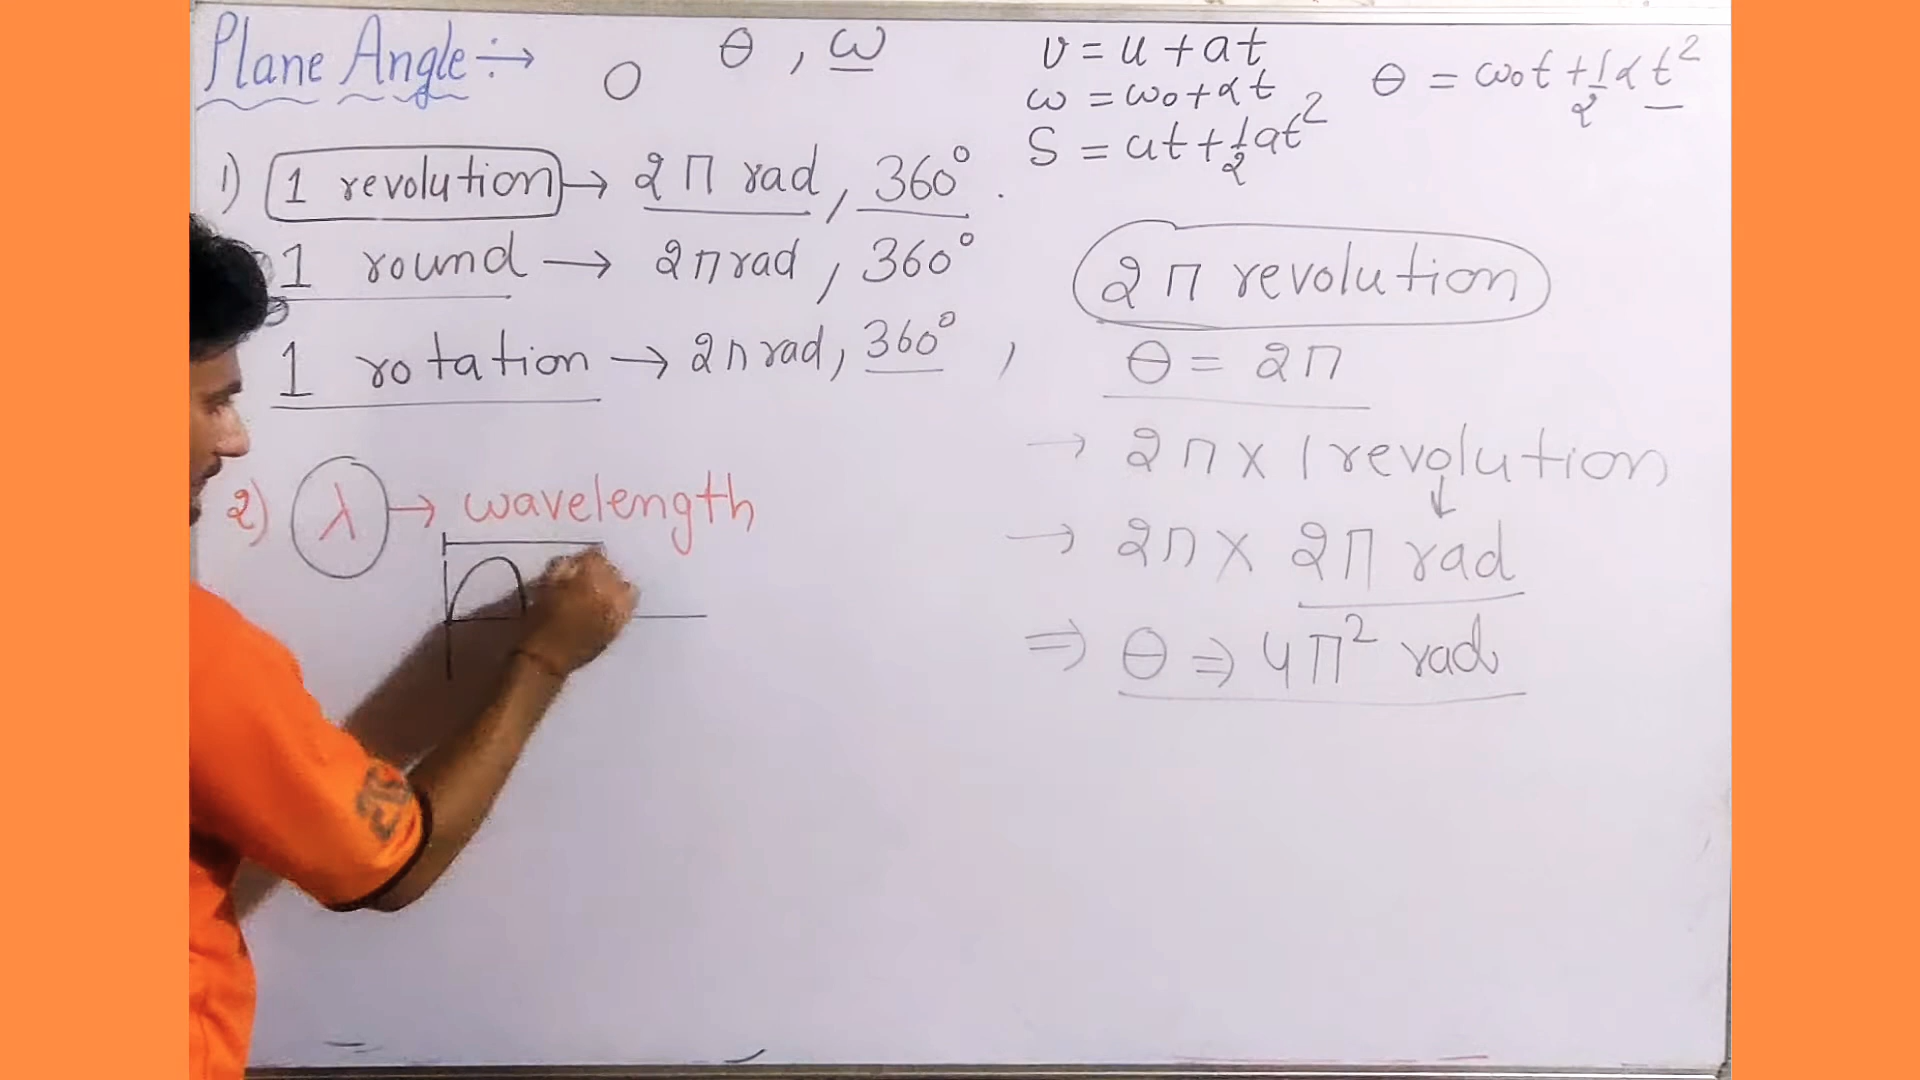 Plane Angle ÷→ O θ , ω
v = u + at
ω = ω₀ + αt
S = ut + ½at²
θ = ω₀t + ½αt²
1) 1 revolution → 2π rad, 360° .
1 round → 2π rad, 360°
1 rotation → 2π rad, 360° ,
2) λ → wavelength
2π revolution
θ = 2π
→ 2π × 1 revolution
→ 2π × 2π rad
⇒ θ ⇒ 4π² rad